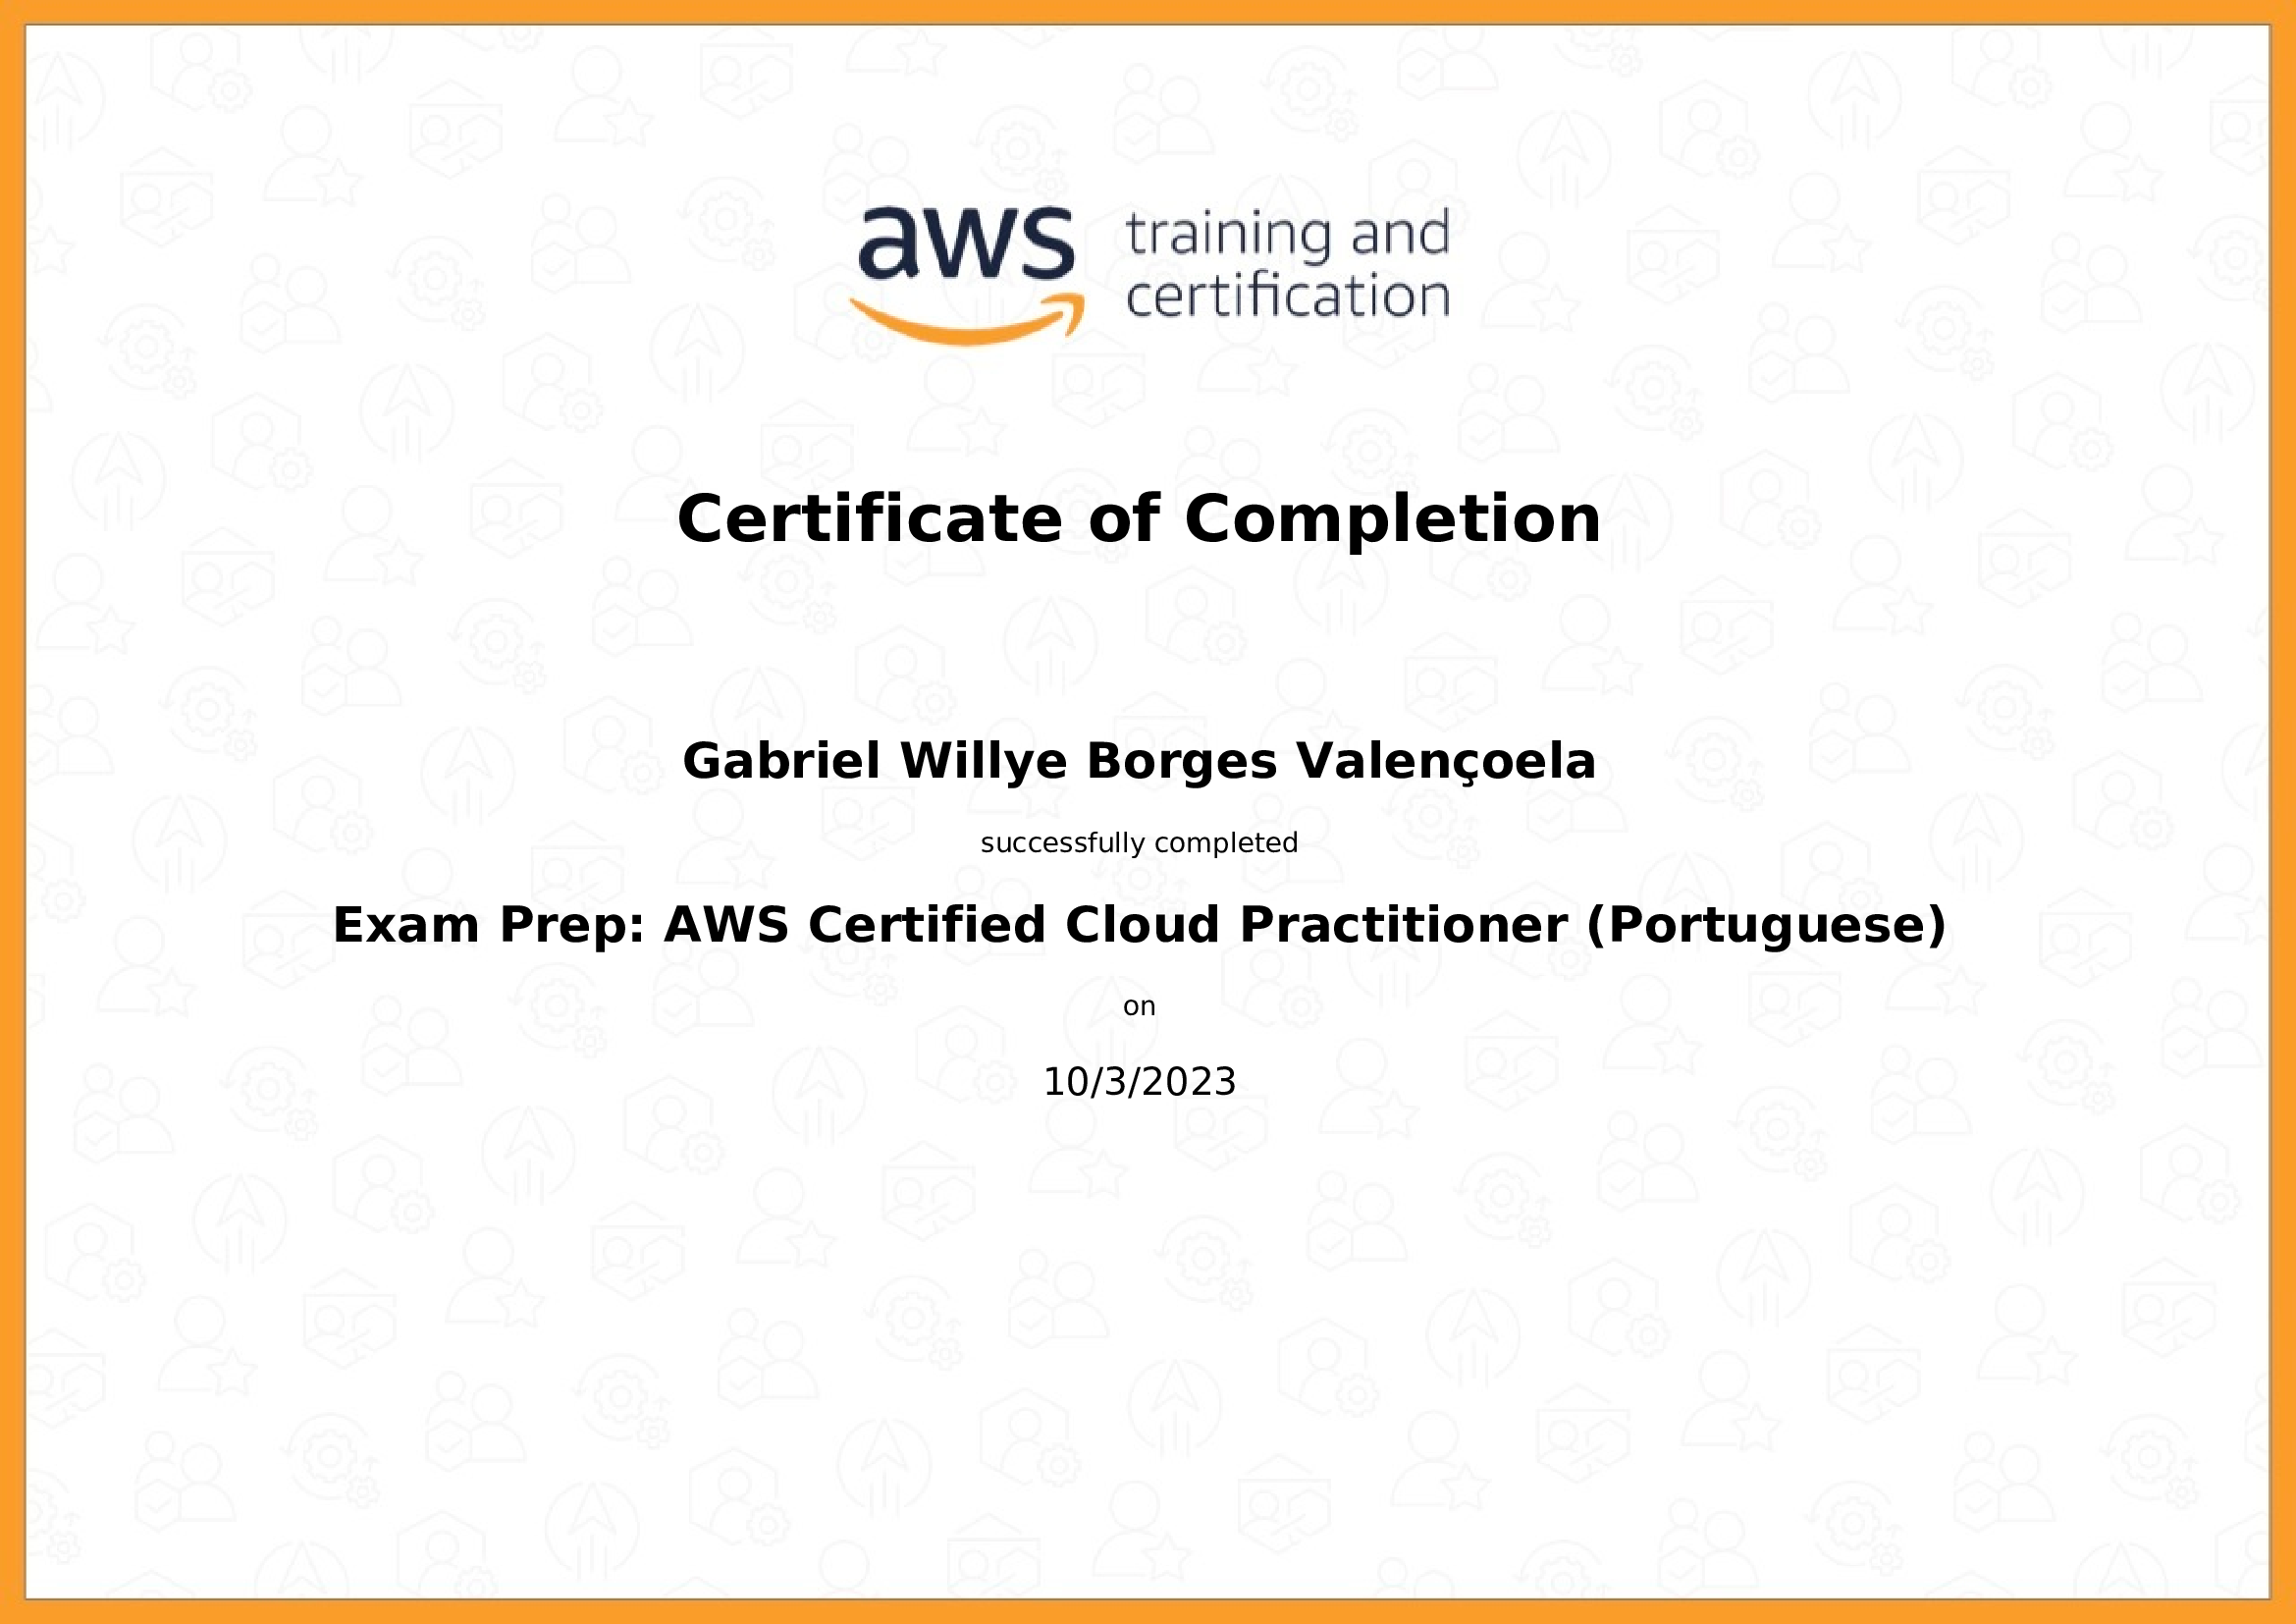 aws training and
certification
Certificate of Completion
Gabriel Willye Borges Valençoela
successfully completed
Exam Prep: AWS Certified Cloud Practitioner (Portuguese)
on
10/3/2023